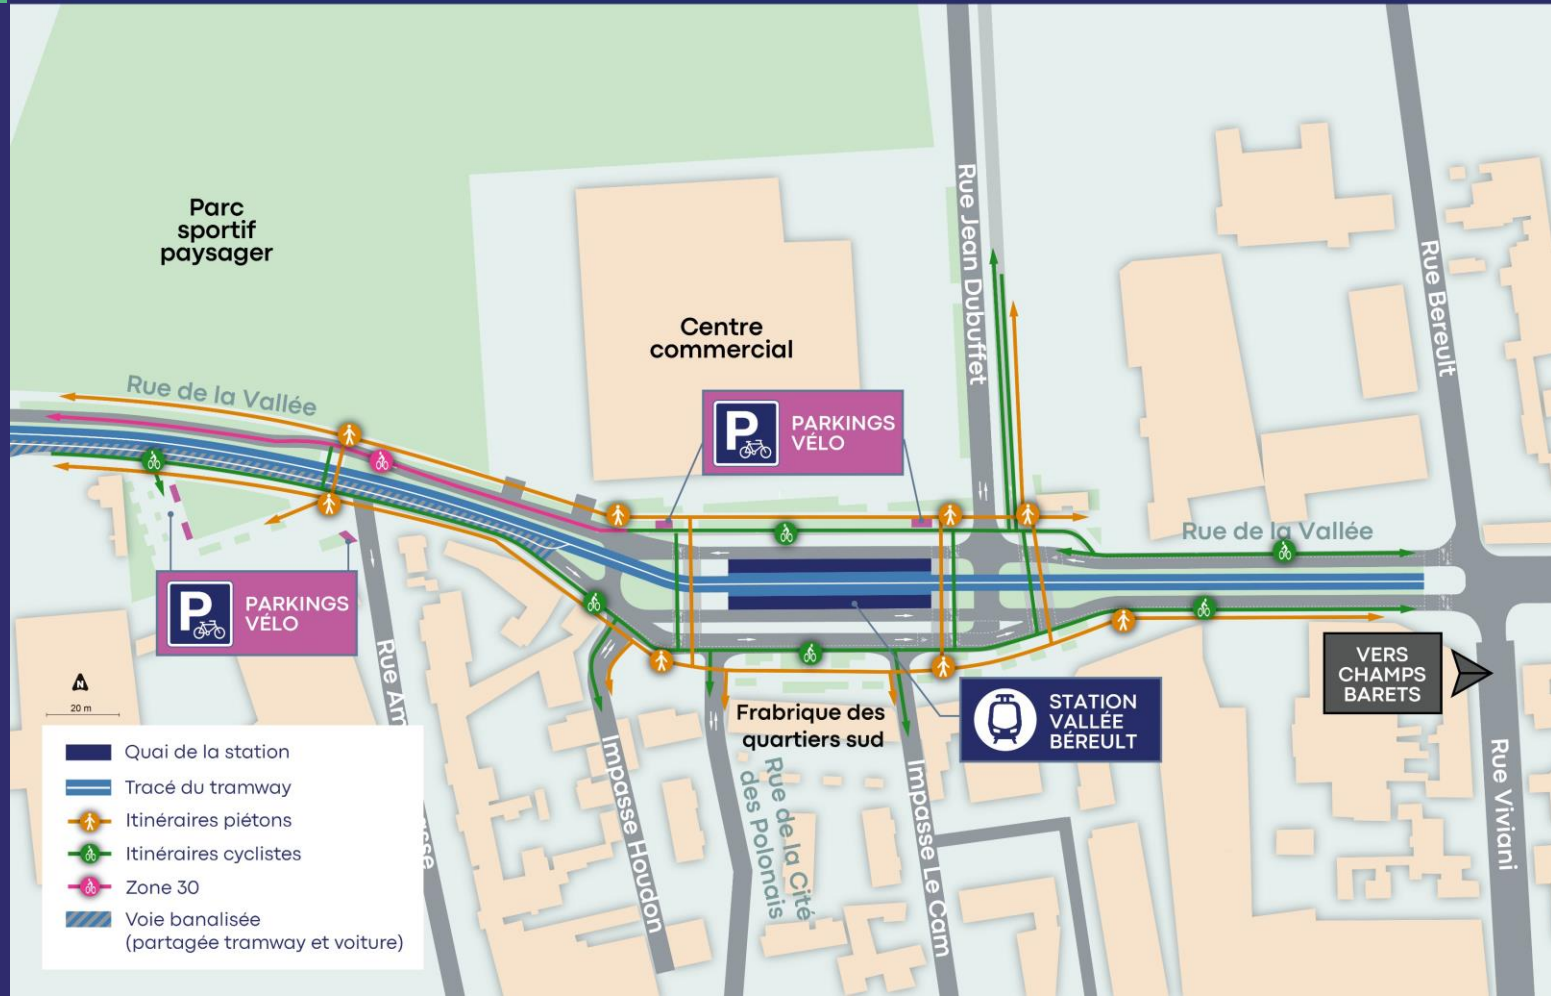 Parc
sportif
paysager
Rue de la Vallée
Centre
commercial
Rue Jean Dubuffet
Rue Bereult
P
PARKINGS
VÉLO
Rue de la Vallée
P
PARKINGS
VÉLO
N
20 m
Quai de la station
Tracé du tramway
Itinéraires piétons
Itinéraires cyclistes
Zone 30
Voie banalisée
(partagée tramway et voiture)
Impasse Houdon
Frabrique des
quartiers sud
Rue de la Cité
des Polonais
Impasse Le Cam
STATION
VALLÉE
BÉREULT
VERS
CHAMPS
BARETS
Rue Viviani